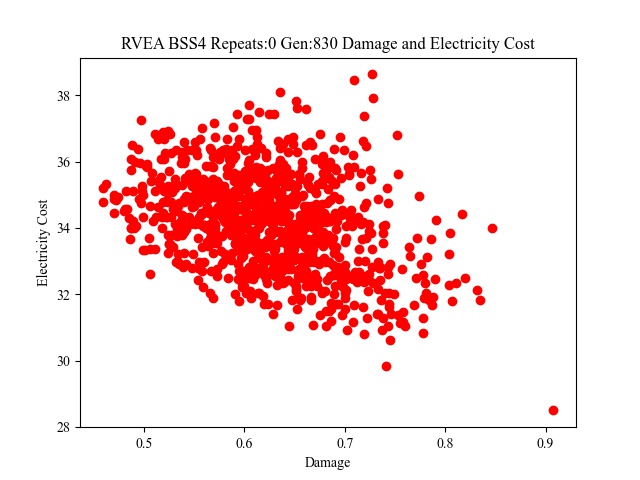 RVEA BSS4 Repeats:0 Gen:830 Damage and Electricity Cost
38
36
34
32
30
28
Electricity Cost
0.5 0.6 0.7 0.8 0.9
Damage